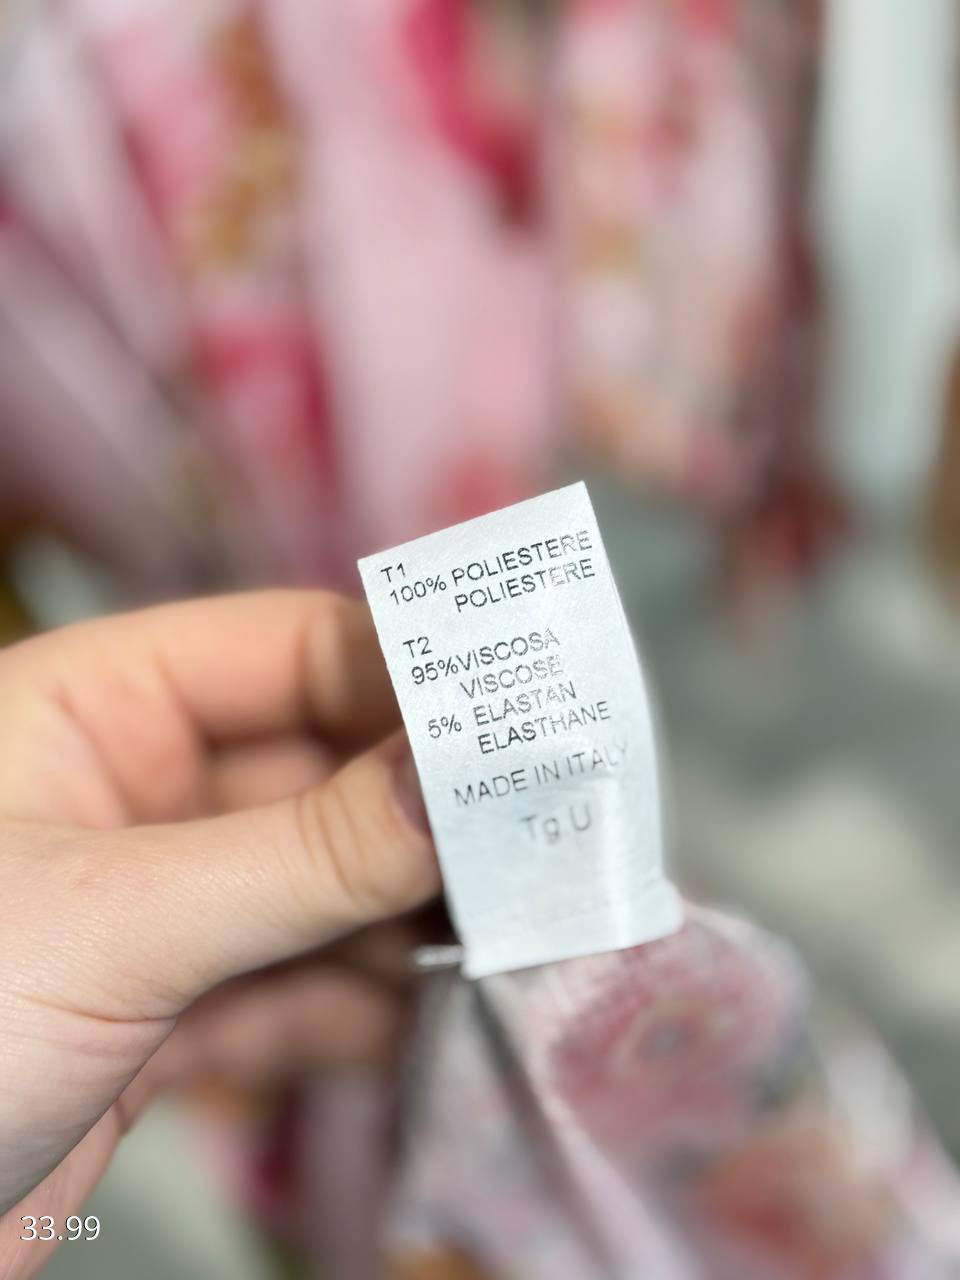 T1
100% POLIESTERE
POLIESTERE
T2
95%VISCOSA
VISCOSE
5% ELASTAN
ELASTHANE
MADE IN ITALY
Tg U
33.99